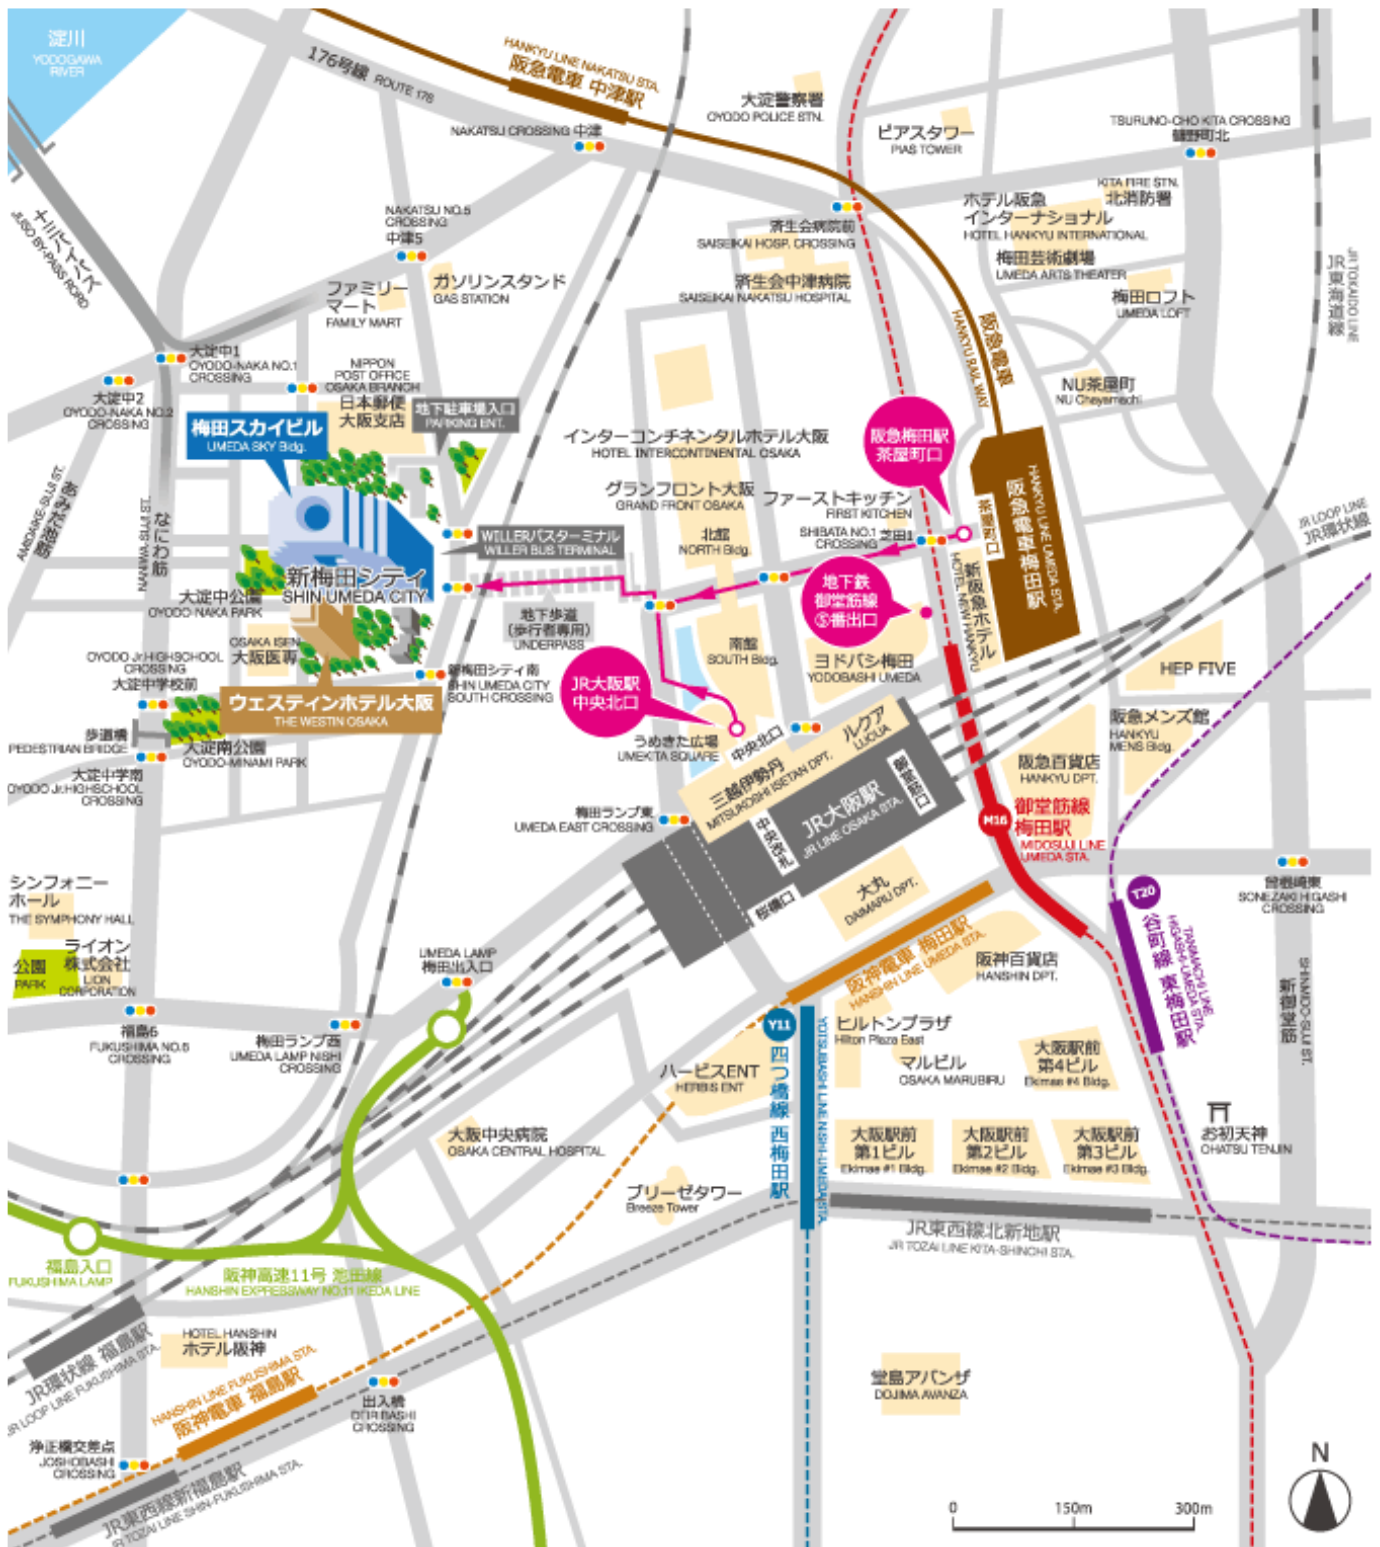 淀川
YODOGAWA
RIVER
176号線 ROUTE 176
HANKYU LINE NAKATSU STA.
阪急電車 中津駅
NAKATSU CROSSING 中津
大淀警察署
OYODO POLICE STN.
ピアスタワー
PIAS TOWER
TSURUNO-CHO KITA CROSSING
鶴野町北
KITA FIRE STN.
北消防署
ホテル阪急
インターナショナル
HOTEL HANKYU INTERNATIONAL
梅田芸術劇場
UMEDA ARTS THEATER
梅田ロフト
UMEDA LOFT
JR東海道線
JR TOKAIDO LINE
十三バイパス
JUSO BY-PASS ROAD
NAKATSU NO.5
CROSSING
中津5
ガソリンスタンド
GAS STATION
ファミリー
マート
FAMILY MART
済生会病院前
SAISEIKAI HOSP. CROSSING
済生会中津病院
SAISEIKAI NAKATSU HOSPITAL
阪急電車
HANKYU RAIL WAY
大淀中1
OYODO-NAKA NO.1
CROSSING
大淀中2
OYODO-NAKA NO.2
CROSSING
NIPPON
POST OFFICE
OSAKA BRANCH
日本郵便
大阪支店
地下駐車場入口
PARKING ENT.
梅田スカイビル
UMEDA SKY Bldg.
NU茶屋町
NU Chayamachi
阪急梅田駅
茶屋町口
インターコンチネンタルホテル大阪
HOTEL INTERCONTINENTAL OSAKA
グランフロント大阪
GRAND FRONT OSAKA
北館
NORTH Bldg.
ファーストキッチン
FIRST KITCHEN
SHIBATA NO.1 芝田1
CROSSING
茶屋町口
阪急電車梅田駅
HANKYU LINE UMEDA STA.
JR LOOP LINE
JR環状線
あみだ池筋
AMIDAIKE-SUJI ST.
なにわ筋
NANIWA-SUJI ST.
WILLERバスターミナル
WILLER BUS TERMINAL
新梅田シティ
SHIN UMEDA CITY
大淀中公園
OYODO NAKA PARK
地下歩道
(歩行者専用)
UNDERPASS
地下鉄
御堂筋線
⑤番出口
新阪急ホテル
HOTEL NEW HANKYU
OSAKA ISEN
大阪医専
OYODO Jr.HIGHSCHOOL
CROSSING
大淀中学校前
新梅田シティ南
SHIN UMEDA CITY
SOUTH CROSSING
ウェスティンホテル大阪
THE WESTIN OSAKA
JR大阪駅
中央北口
南館
SOUTH Bldg.
ヨドバシ梅田
YODOBASHI UMEDA
HEP FIVE
歩道橋
PEDESTRIAN BRIDGE
大淀南公園
OYODO-MINAMI PARK
大淀中学南
OYODO Jr.HIGHSCHOOL
CROSSING
うめきた広場
UMEKITA SQUARE
中央北口
ルクア
LUCUA
三越伊勢丹
MITSUKOSHI ISETAN DPT.
御堂筋口
JR大阪駅
JR LINE OSAKA STA.
中央改札
桜橋口
阪急メンズ館
HANKYU
MENS Bldg.
阪急百貨店
HANKYU DPT.
梅田ランプ東
UMEDA EAST CROSSING
M16
御堂筋線
梅田駅
MIDOSUJI LINE
UMEDA STA.
大丸
DAIMARU DPT.
シンフォニー
ホール
THE SYMPHONY HALL
公園
PARK
ライオン
株式会社
LION
CORPORATION
曾根崎東
SONEZAKI HIGASHI
CROSSING
T20
谷町線 東梅田駅
TANIMACHI LINE
HIGASHI-UMEDA STA.
UMEDA LAMP
梅田出入口
阪神電車 梅田駅
HANSHIN LINE UMEDA STA.
阪神百貨店
HANSHIN DPT.
新御堂筋
SHINMIDO-SUJI ST.
福島6
FUKUSHIMA NO.6
CROSSING
梅田ランプ西
UMEDA LAMP NISHI
CROSSING
Y11
四つ橋線 西梅田駅
YOTSUBASHI LINE NISHI-UMEDA STA.
ヒルトンプラザ
Hilton Plaza East
マルビル
OSAKA MARUBIRU
大阪駅前
第4ビル
Ekimae #4 Bldg.
ハービスENT
HERBIS ENT
大阪中央病院
OSAKA CENTRAL HOSPITAL
大阪駅前
第1ビル
Ekimae #1 Bldg.
大阪駅前
第2ビル
Ekimae #2 Bldg.
大阪駅前
第3ビル
Ekimae #3 Bldg.
お初天神
OHATSU TENJIN
ブリーゼタワー
Breeze Tower
JR東西線北新地駅
JR TOZAI LINE KITA-SHINCHI STA.
福島入口
FUKUSHIMA LAMP
阪神高速11号 池田線
HANSHIN EXPRESSWAY NO.11 IKEDA LINE
HOTEL HANSHIN
ホテル阪神
JR環状線 福島駅
JR LOOP LINE FUKUSHIMA STA.
HANSHIN LINE FUKUSHIMA STA.
阪神電車 福島駅
出入橋
DEIRIBASHI
CROSSING
堂島アバンザ
DOJIMA AVANZA
浄正橋交差点
JOSHOBASHI
CROSSING
JR東西線新福島駅
JR TOZAI LINE SHIN-FUKUSHIMA STA.
N
0 150m 300m